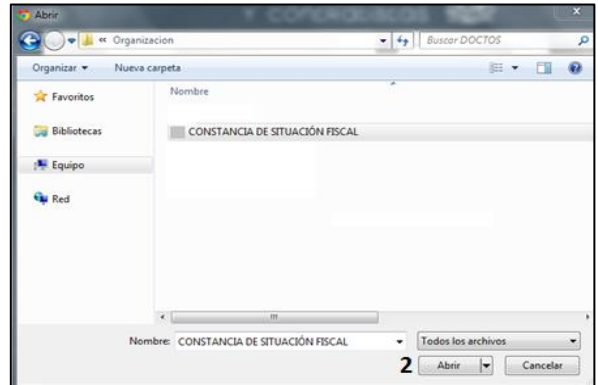 Abrir
« Organizacion
Buscar DOCTOS
Organizar
Nueva carpeta
Favoritos
Nombre
Bibliotecas
CONSTANCIA DE SITUACIÓN FISCAL
Equipo
Red
Nombre: CONSTANCIA DE SITUACIÓN FISCAL
Todos los archivos
2
Abrir
Cancelar